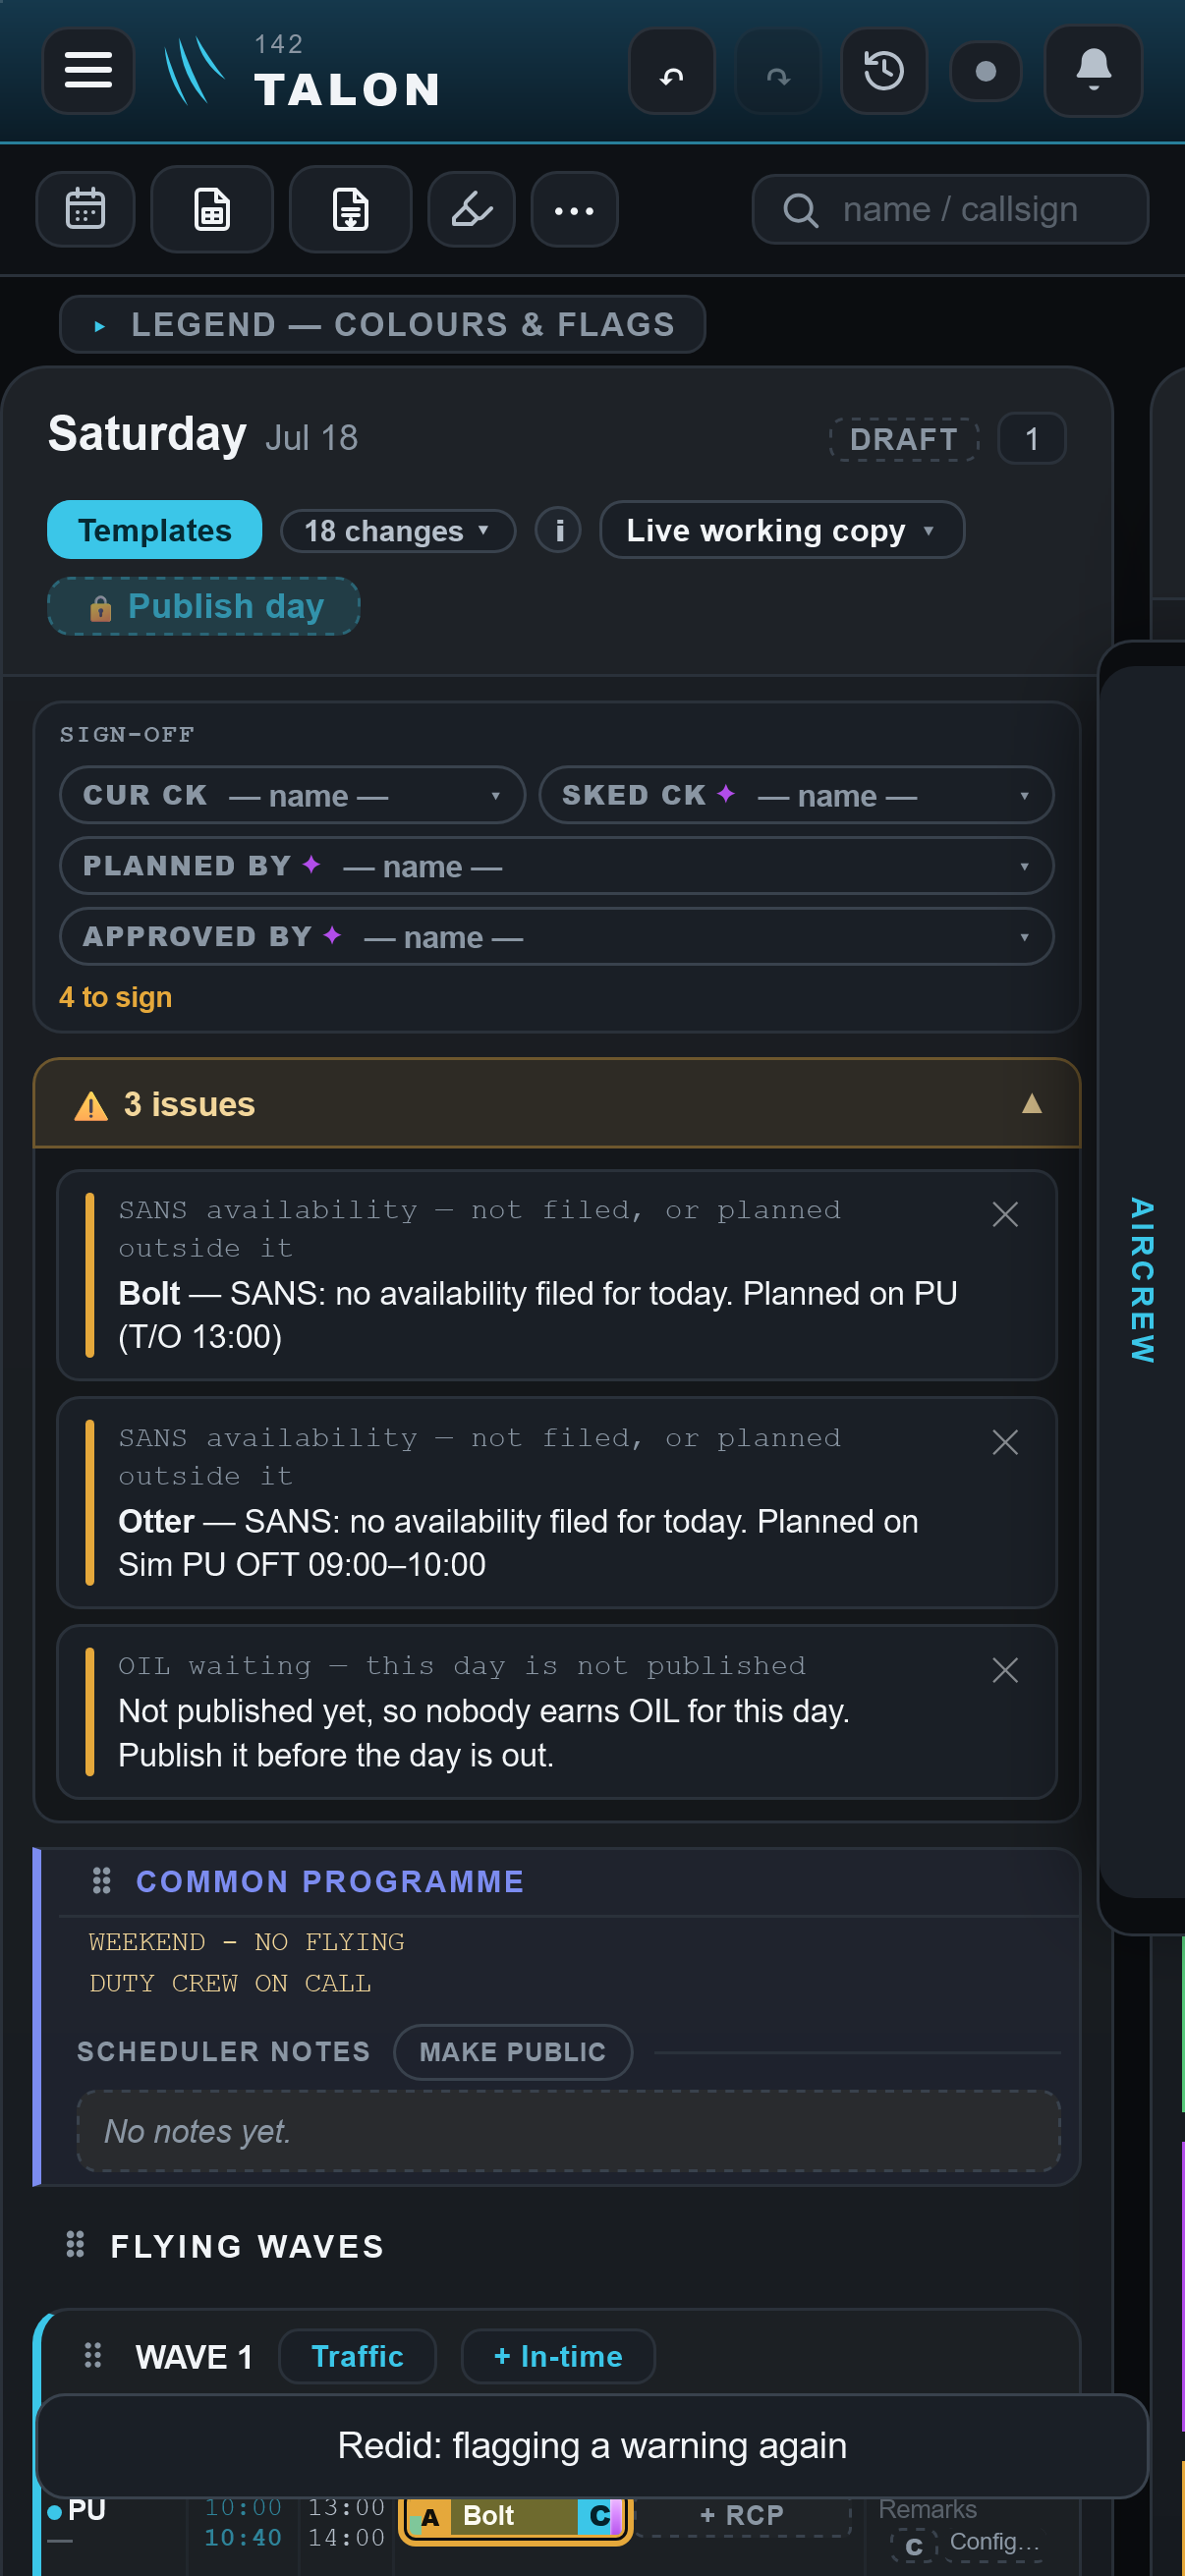 142
TALON
name / callsign
▸ LEGEND — COLOURS & FLAGS
Saturday Jul 18 DRAFT 1
Templates 18 changes ▾ i Live working copy ▾
Publish day
SIGN-OFF
CUR CK — name — ▾ SKED CK ✦ — name — ▾
PLANNED BY ✦ — name — ▾
APPROVED BY ✦ — name — ▾
4 to sign
3 issues ▲
SANS availability — not filed, or planned
outside it
Bolt — SANS: no availability filed for today. Planned on PU
(T/O 13:00)
AIRCREW
SANS availability — not filed, or planned
outside it
Otter — SANS: no availability filed for today. Planned on
Sim PU OFT 09:00–10:00
OIL waiting — this day is not published
Not published yet, so nobody earns OIL for this day.
Publish it before the day is out.
COMMON PROGRAMME
WEEKEND – NO FLYING
DUTY CREW ON CALL
SCHEDULER NOTES MAKE PUBLIC
No notes yet.
FLYING WAVES
WAVE 1 Traffic + In-time
Redid: flagging a warning again
PU 10:00 13:00 A Bolt C + RCP Remarks
— 10:40 14:00 C Config…